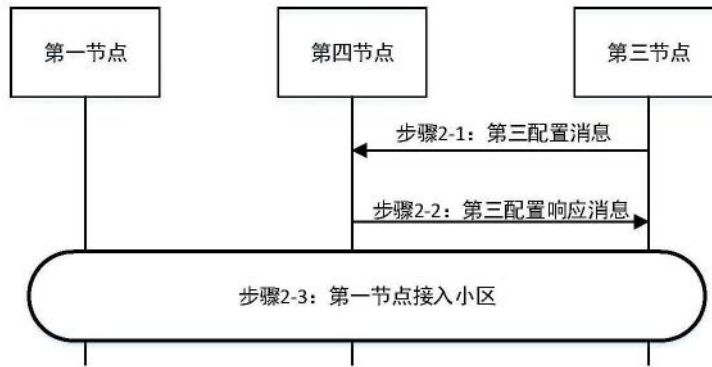 第一节点
第四节点
第三节点
步骤2-1：第三配置消息
步骤2-2：第三配置响应消息
步骤2-3：第一节点接入小区